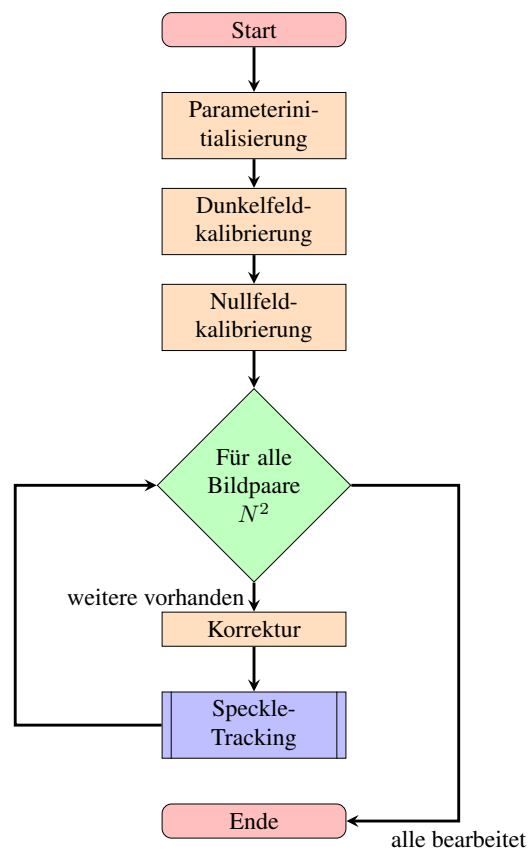 Start
Parameterini-
tialisierung
Dunkelfeld-
kalibrierung
Nullfeld-
kalibrierung
Für alle
Bildpaare
N²
weitere vorhanden
Korrektur
Speckle-
Tracking
Ende
alle bearbeitet